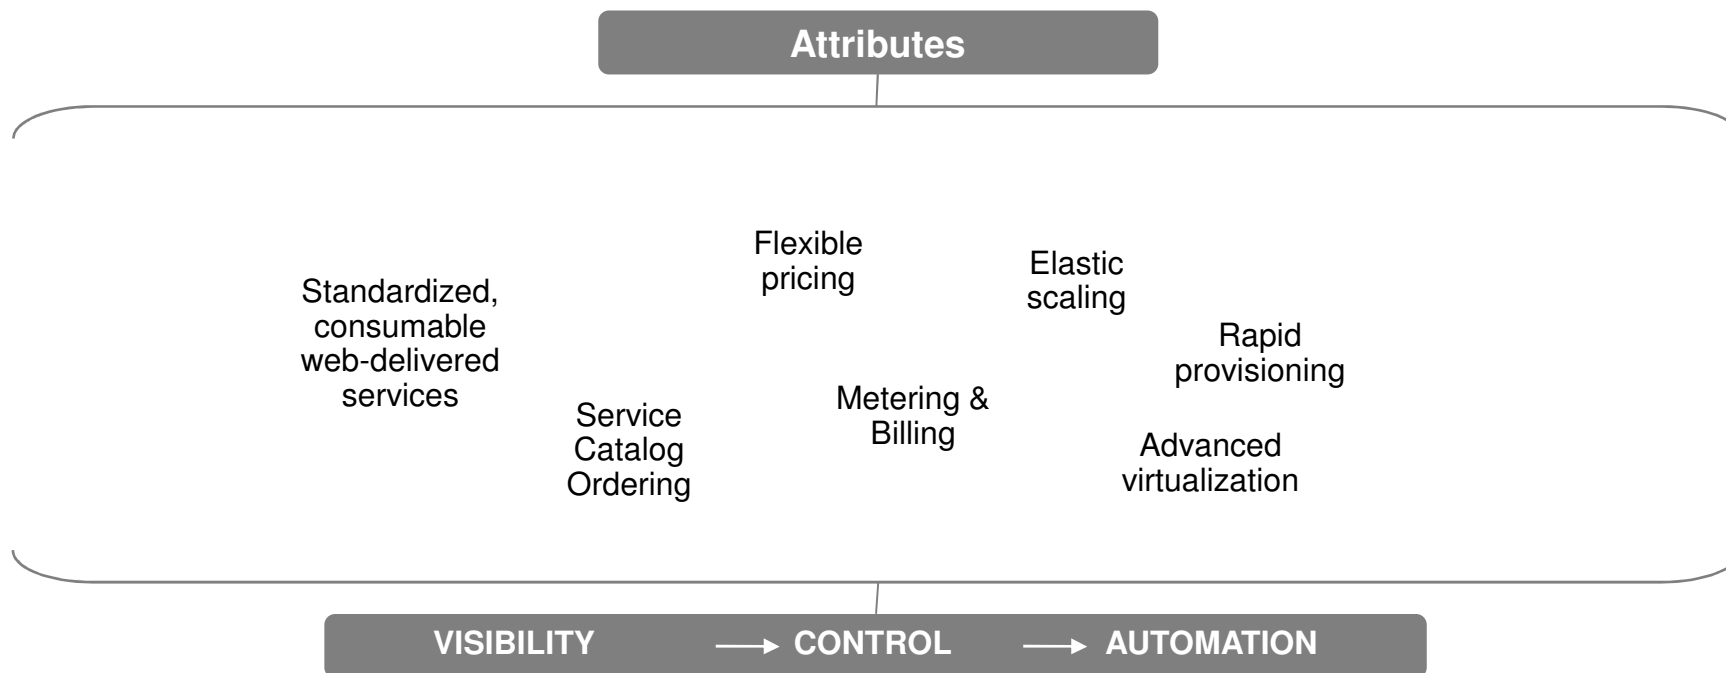 Attributes
Standardized,
consumable
web-delivered
services
Service
Catalog
Ordering
Flexible
pricing
Metering &
Billing
Elastic
scaling
Rapid
provisioning
Advanced
virtualization
VISIBILITY → CONTROL → AUTOMATION